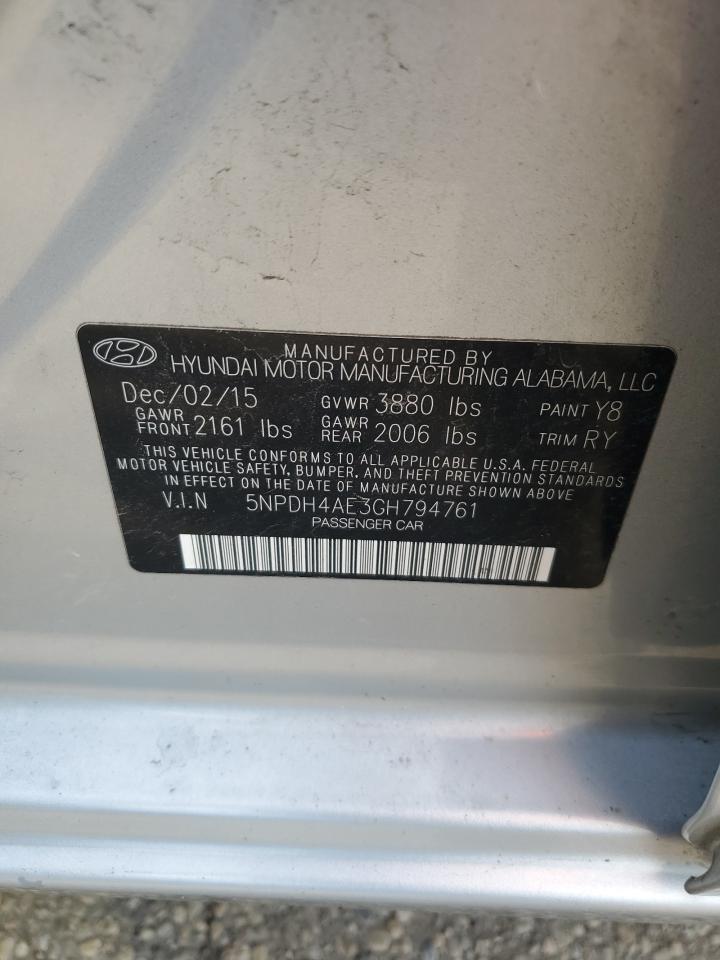 MANUFACTURED BY
HYUNDAI MOTOR MANUFACTURING ALABAMA, LLC
Dec/02/15 GVWR 3880 lbs PAINT Y8
GAWR FRONT 2161 lbs GAWR REAR 2006 lbs TRIM RY
THIS VEHICLE CONFORMS TO ALL APPLICABLE U.S.A. FEDERAL
MOTOR VEHICLE SAFETY, BUMPER, AND THEFT PREVENTION STANDARDS
IN EFFECT ON THE DATE OF MANUFACTURE SHOWN ABOVE
V.I.N 5NPDH4AE3GH794761
PASSENGER CAR